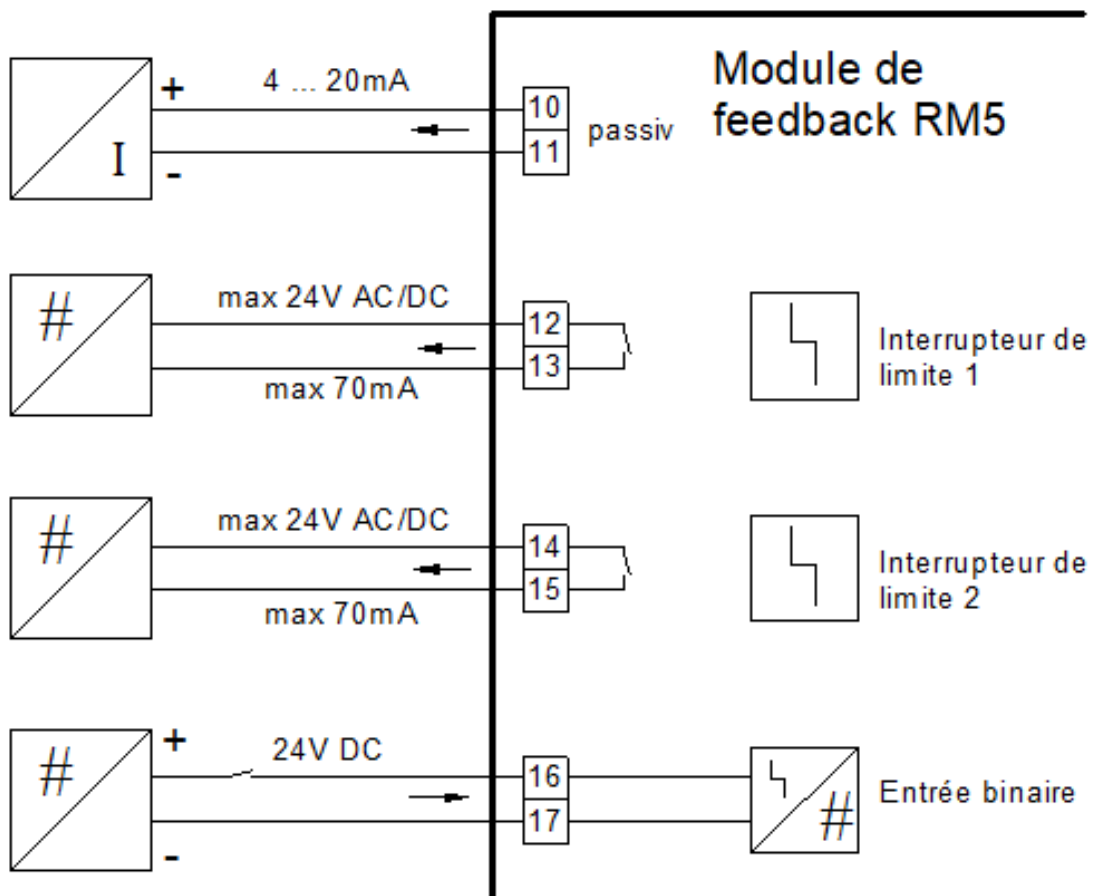 Module de
feedback RM5
+
4 ... 20mA
10
passiv
11
I
-
#
max 24V AC/DC
12
13
max 70mA
Interrupteur de
limite 1
#
max 24V AC/DC
14
15
max 70mA
Interrupteur de
limite 2
#
+
24V DC
16
17
-
#
Entrée binaire